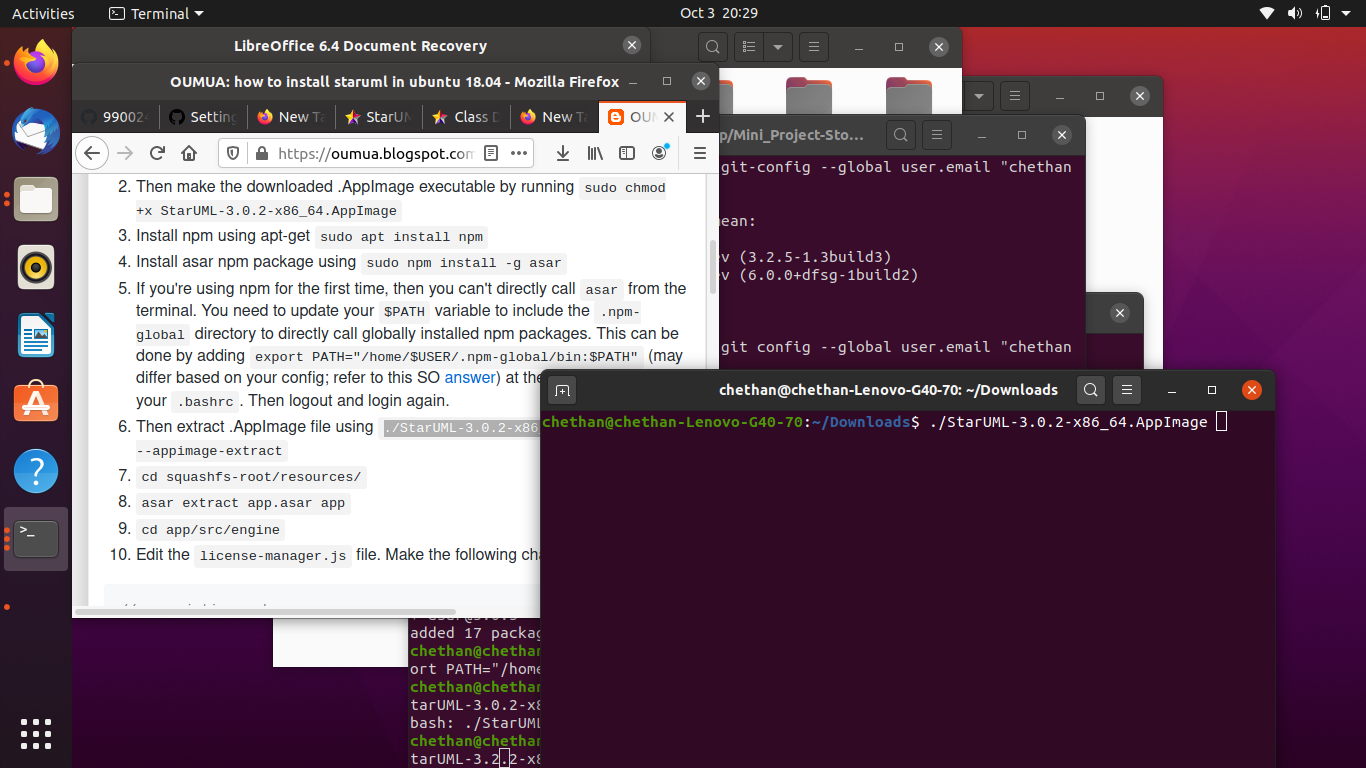 Activities
Terminal
Oct 3 20:29
LibreOffice 6.4 Document Recovery
OUMUA: how to install staruml in ubuntu 18.04 - Mozilla Firefox
99002
Setting
New Ta
StarUM
Class D
New Ta
OUM
https://oumua.blogspot.com
2. Then make the downloaded .AppImage executable by running sudo chmod
+x StarUML-3.0.2-x86_64.AppImage
3. Install npm using apt-get sudo apt install npm
4. Install asar npm package using sudo npm install -g asar
5. If you're using npm for the first time, then you can't directly call asar from the
terminal. You need to update your $PATH variable to include the .npm-
global directory to directly call globally installed npm packages. This can be
done by adding export PATH="/home/$USER/.npm-global/bin:$PATH" (may
differ based on your config; refer to this SO answer) at the
your .bashrc. Then logout and login again.
6. Then extract .AppImage file using ./StarUML-3.0.2-x86
--appimage-extract
7. cd squashfs-root/resources/
8. asar extract app.asar app
9. cd app/src/engine
10. Edit the license-manager.js file. Make the following cha
p/Mini_Project-Sto...
git-config --global user.email "chethan
mean:
ev (3.2.5-1.3build3)
ev (6.0.0+dfsg-1build2)
git config --global user.email "chethan
chethan@chethan-Lenovo-G40-70: ~/Downloads
chethan@chethan-Lenovo-G40-70:~/Downloads$ ./StarUML-3.0.2-x86_64.AppImage
added 17 packag
chethan@chethan
ort PATH="/home
chethan@chethan
tarUML-3.0.2-x8
bash: ./StarUML
chethan@chethan
tarUML-3.2.2-x8